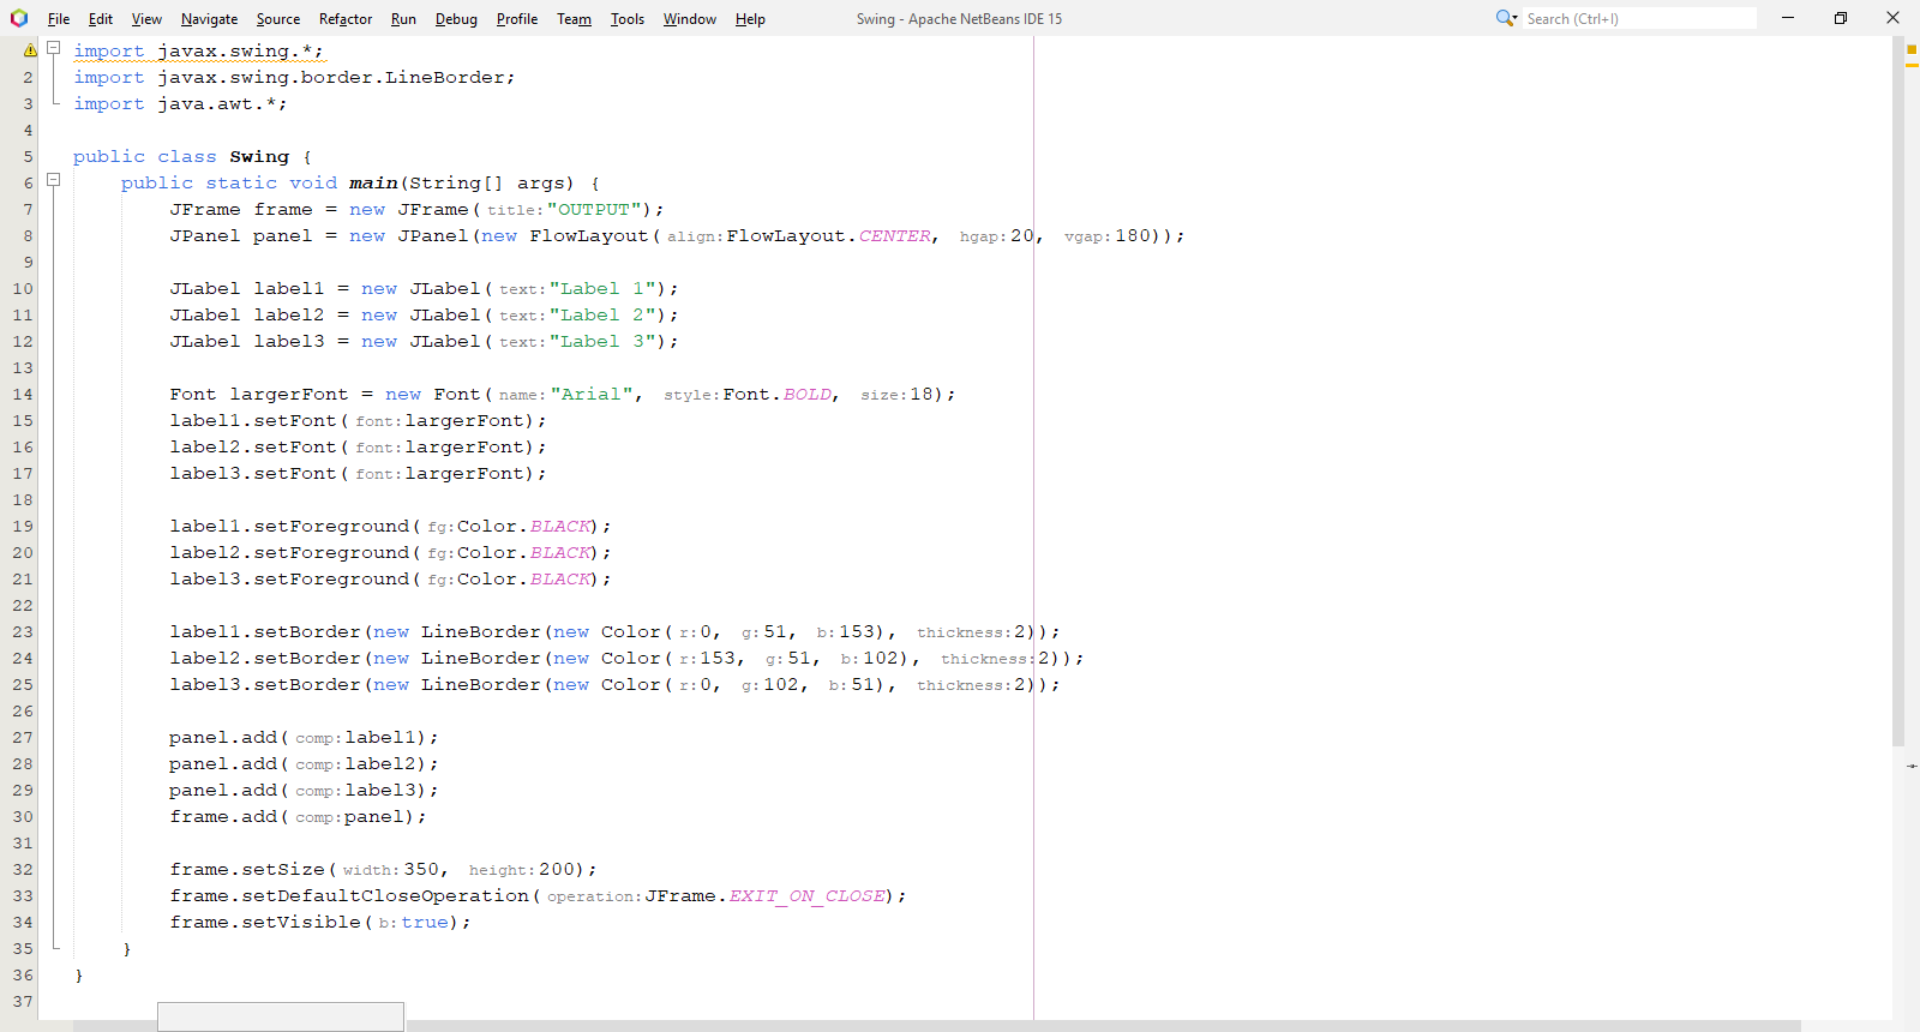 File Edit View Navigate Source Refactor Run Debug Profile Team Tools Window Help Swing - Apache NetBeans IDE 15 Search (Ctrl+I)
import javax.swing.*;
2 import javax.swing.border.LineBorder;
3 import java.awt.*;
4
5 public class Swing {
6 public static void main(String[] args) {
7 JFrame frame = new JFrame( title:"OUTPUT");
8 JPanel panel = new JPanel(new FlowLayout( align:FlowLayout.CENTER, hgap:20, vgap:180));
9
10 JLabel label1 = new JLabel( text:"Label 1");
11 JLabel label2 = new JLabel( text:"Label 2");
12 JLabel label3 = new JLabel( text:"Label 3");
13
14 Font largerFont = new Font( name:"Arial", style:Font.BOLD, size:18);
15 label1.setFont( font:largerFont);
16 label2.setFont( font:largerFont);
17 label3.setFont( font:largerFont);
18
19 label1.setForeground( fg:Color.BLACK);
20 label2.setForeground( fg:Color.BLACK);
21 label3.setForeground( fg:Color.BLACK);
22
23 label1.setBorder(new LineBorder(new Color( r:0, g:51, b:153), thickness:2));
24 label2.setBorder(new LineBorder(new Color( r:153, g:51, b:102), thickness:2));
25 label3.setBorder(new LineBorder(new Color( r:0, g:102, b:51), thickness:2));
26
27 panel.add( comp:label1);
28 panel.add( comp:label2);
29 panel.add( comp:label3);
30 frame.add( comp:panel);
31
32 frame.setSize( width:350, height:200);
33 frame.setDefaultCloseOperation( operation:JFrame.EXIT_ON_CLOSE);
34 frame.setVisible( b:true);
35 }
36 }
37